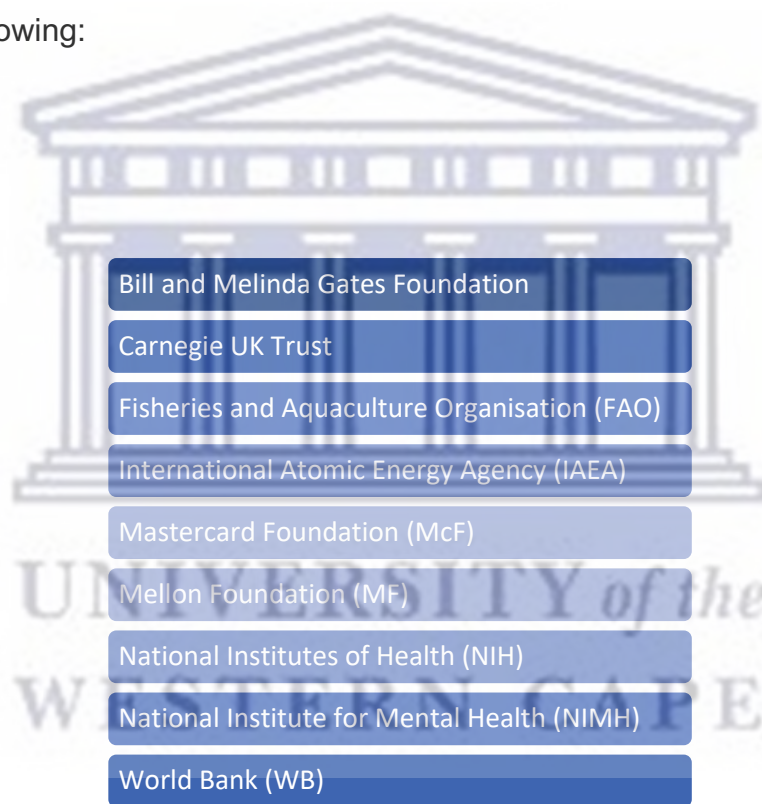 owing:
Bill and Melinda Gates Foundation
Carnegie UK Trust
Fisheries and Aquaculture Organisation (FAO)
International Atomic Energy Agency (IAEA)
Mastercard Foundation (McF)
Mellon Foundation (MF)
UNIVERSITY of the
National Institutes of Health (NIH)
WESTERN CAPE
National Institute for Mental Health (NIMH)
World Bank (WB)